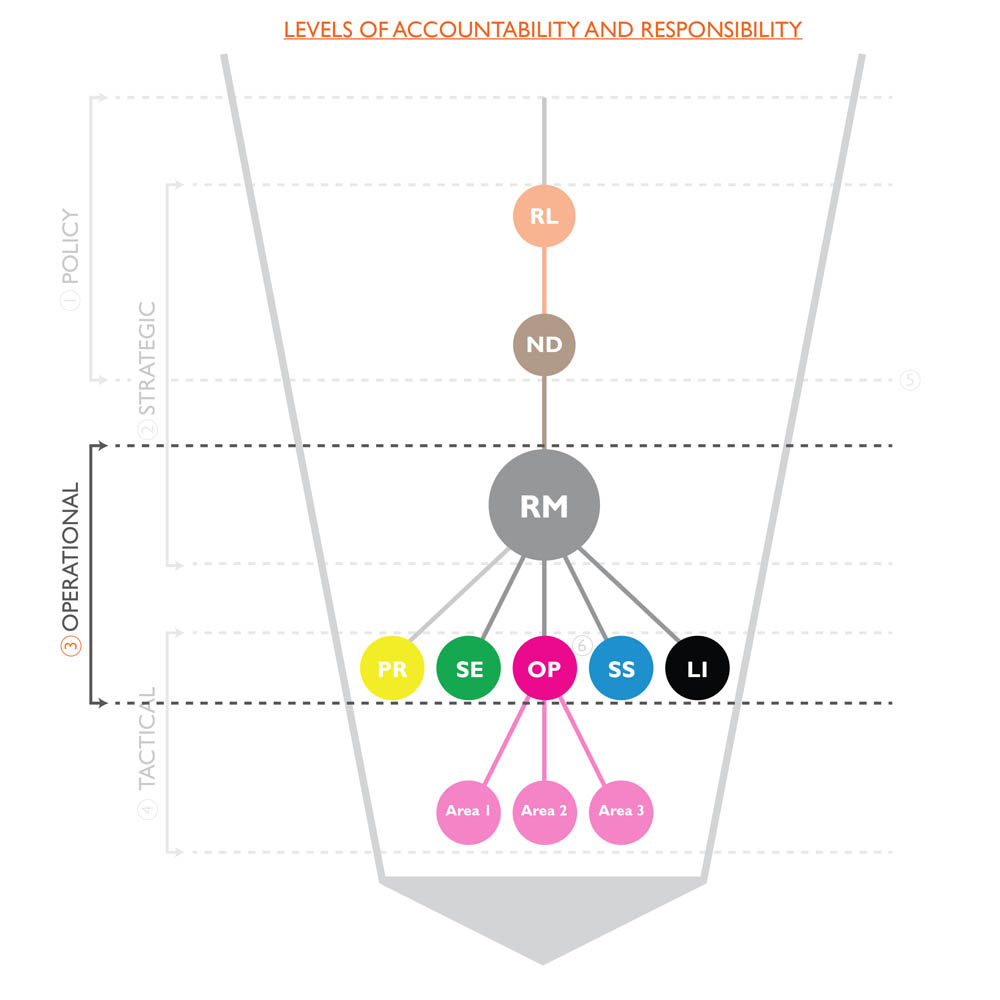 LEVELS OF ACCOUNTABILITY AND RESPONSIBILITY
① POLICY
② STRATEGIC
③ OPERATIONAL
④ TACTICAL
RL
ND
⑤
RM
⑥
PR SE OP SS LI
Area 1 Area 2 Area 3